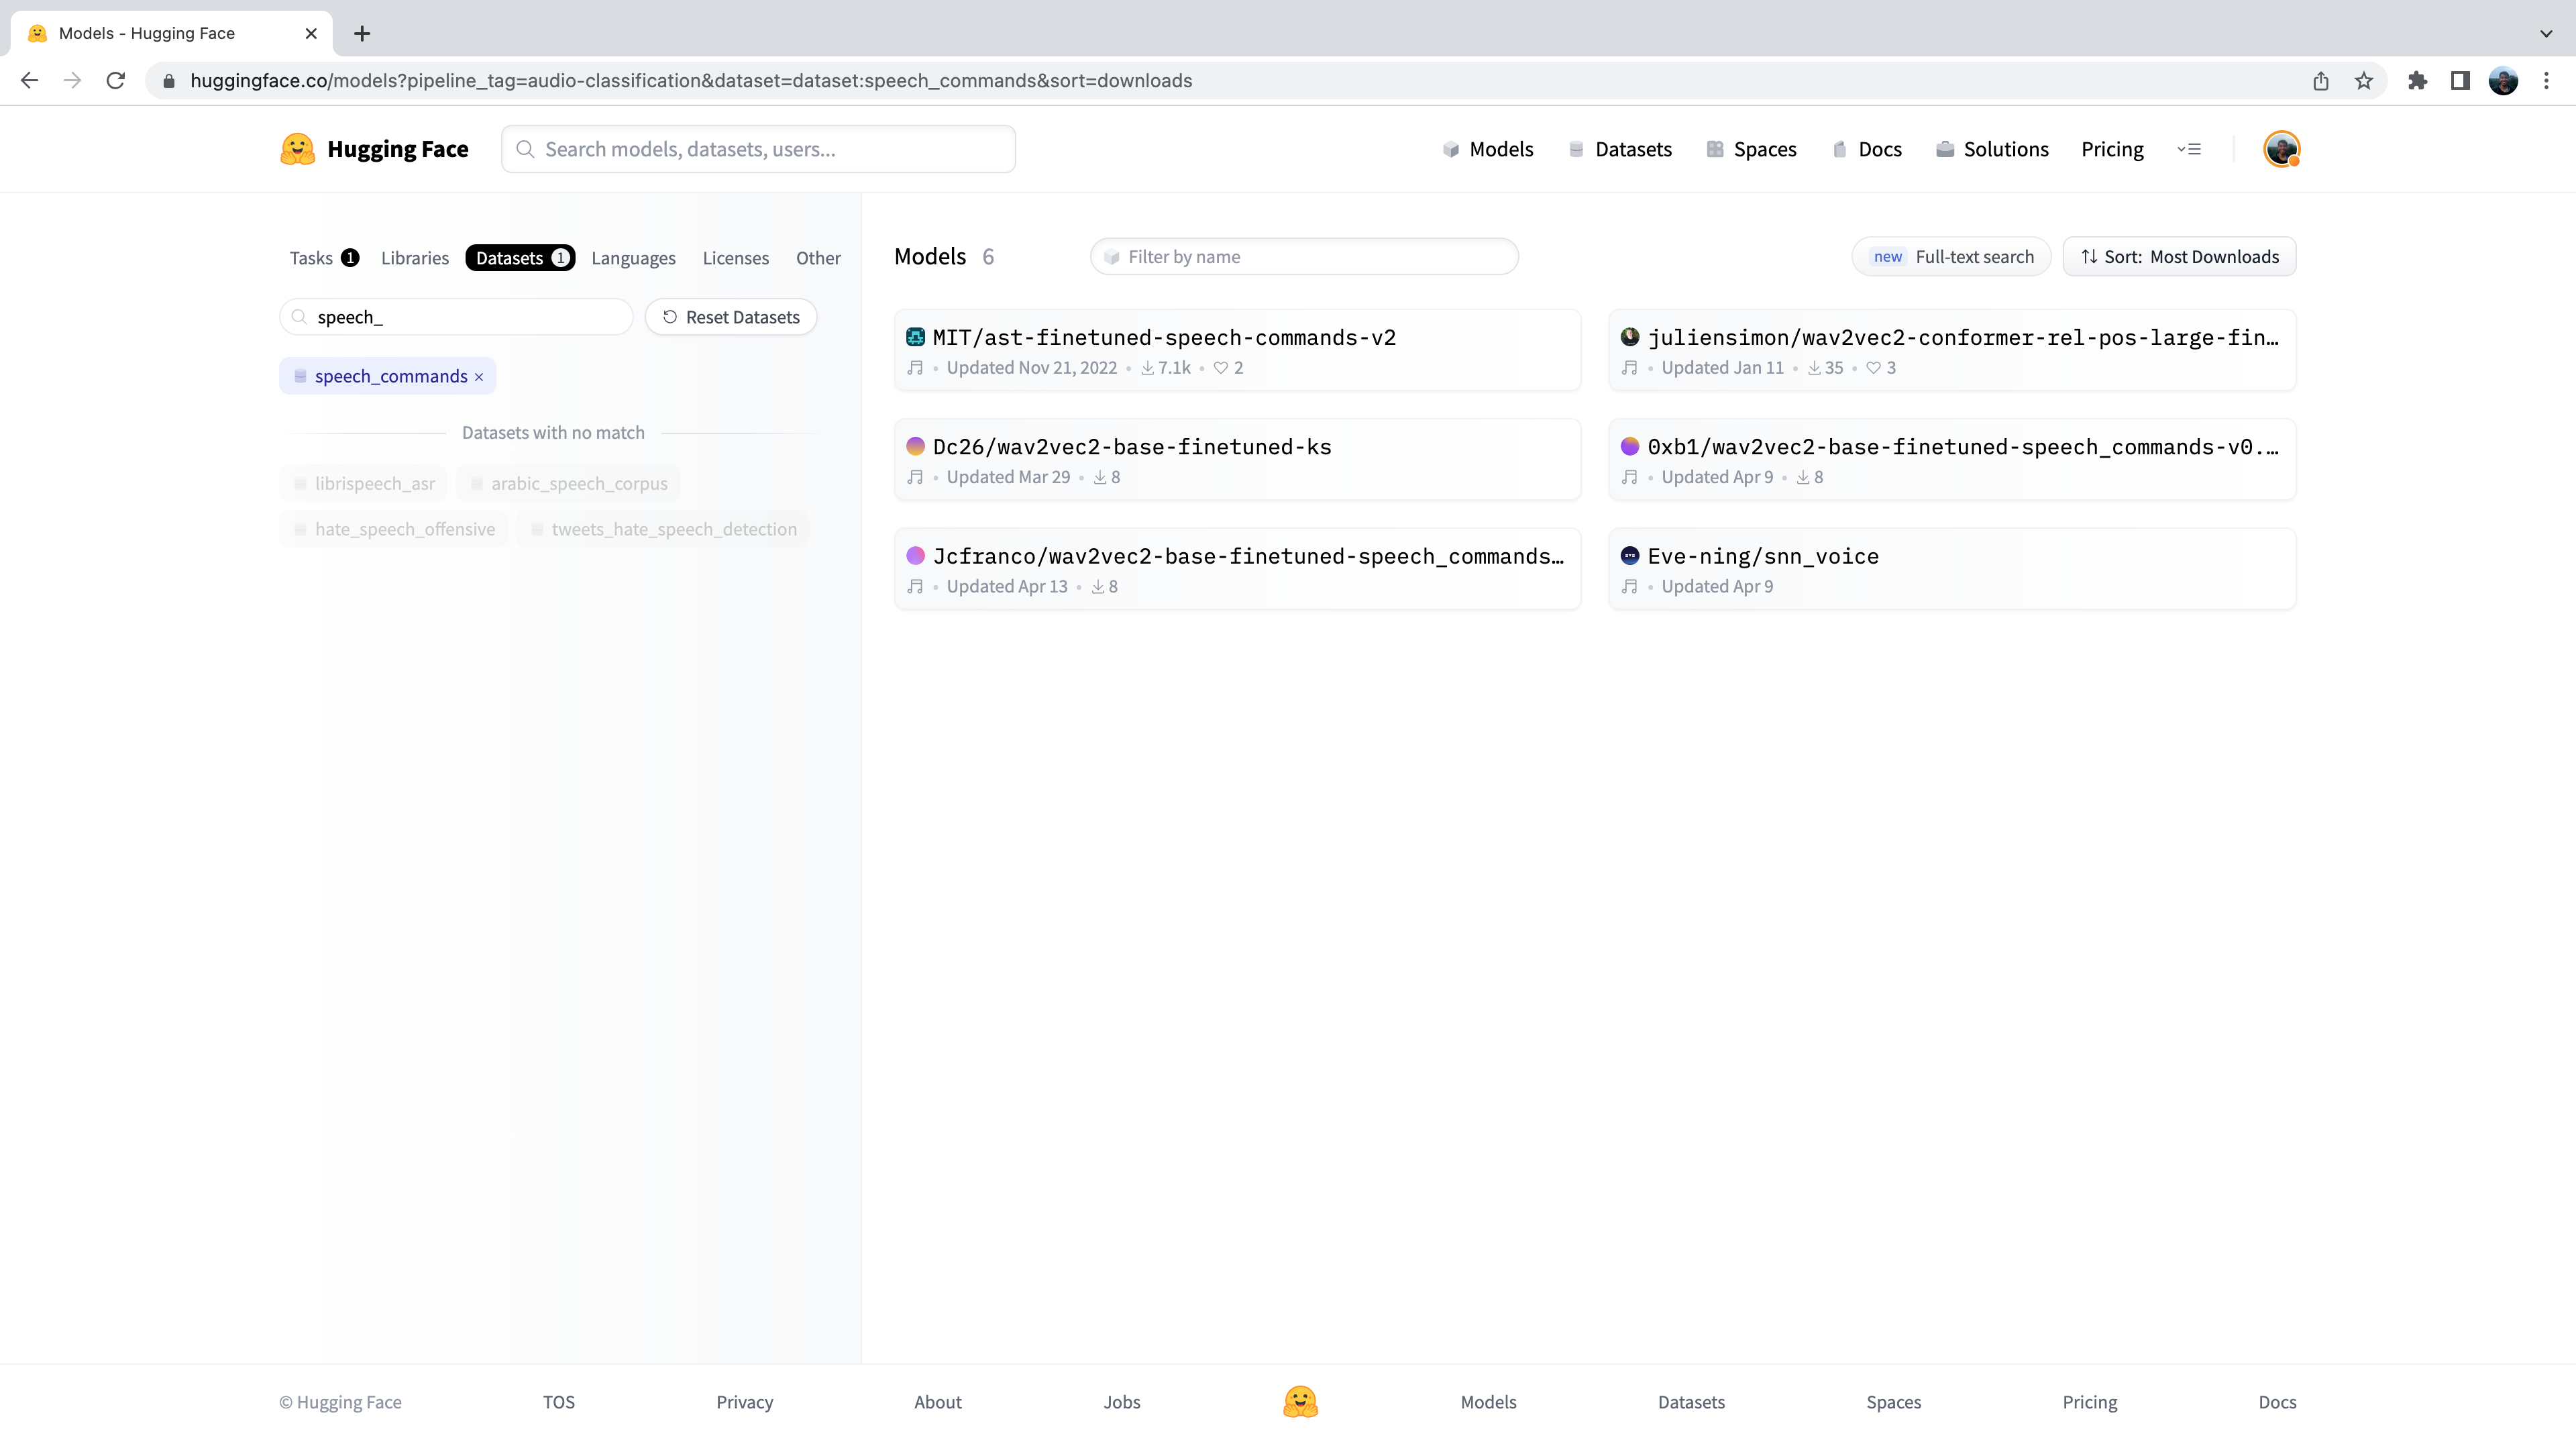 Models - Hugging Face
huggingface.co/models?pipeline_tag=audio-classification&dataset=dataset:speech_commands&sort=downloads
Hugging Face
Search models, datasets, users...
Models Datasets Spaces Docs Solutions Pricing
Tasks 1 Libraries Datasets 1 Languages Licenses Other
speech_
Reset Datasets
speech_commands ×
Datasets with no match
librispeech_asr arabic_speech_corpus
hate_speech_offensive tweets_hate_speech_detection
Models 6
Filter by name
new Full-text search
Sort: Most Downloads
MIT/ast-finetuned-speech-commands-v2
Updated Nov 21, 2022 • 7.1k • 2
juliensimon/wav2vec2-conformer-rel-pos-large-fin…
Updated Jan 11 • 35 • 3
Dc26/wav2vec2-base-finetuned-ks
Updated Mar 29 • 8
0xb1/wav2vec2-base-finetuned-speech_commands-v0.…
Updated Apr 9 • 8
Jcfranco/wav2vec2-base-finetuned-speech_commands…
Updated Apr 13 • 8
Eve-ning/snn_voice
Updated Apr 9
© Hugging Face TOS Privacy About Jobs Models Datasets Spaces Pricing Docs